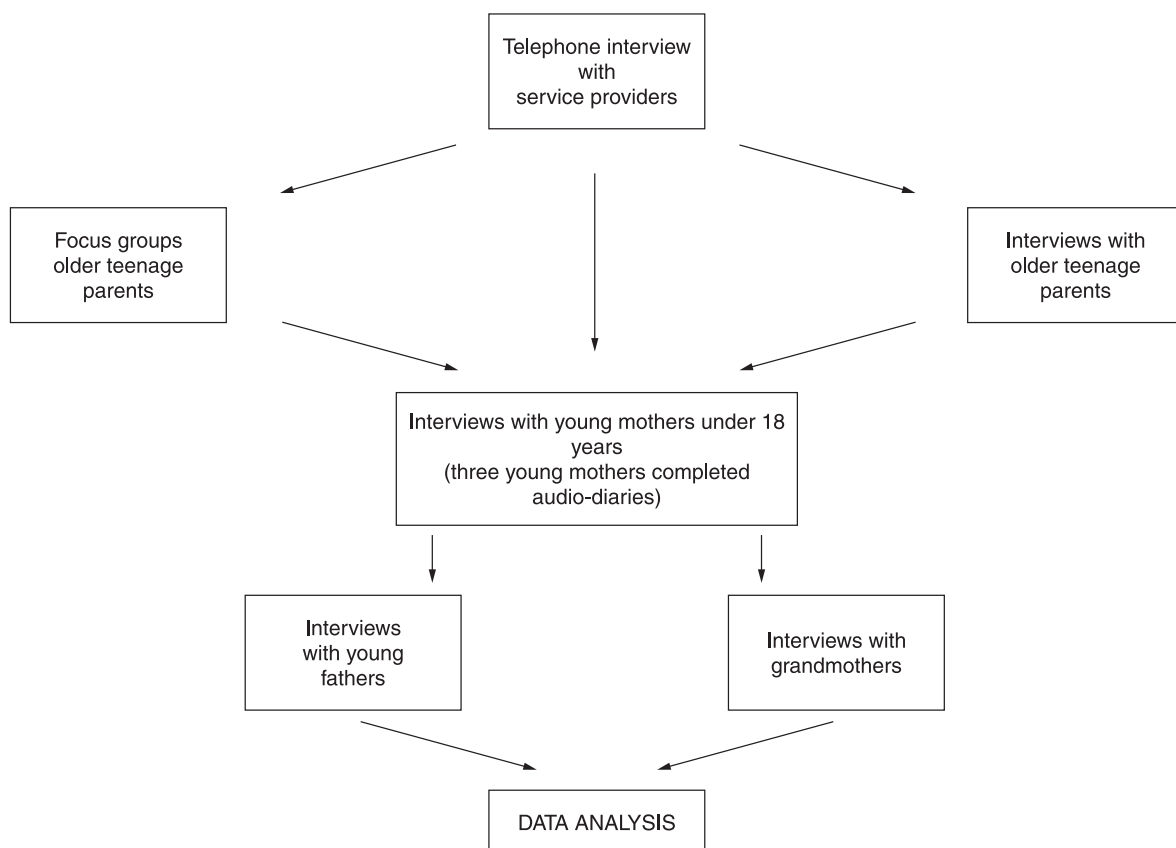 Telephone interview
with
service providers
Focus groups
older teenage
parents
Interviews with
older teenage
parents
Interviews with young mothers under 18
years
(three young mothers completed
audio-diaries)
Interviews
with young
fathers
Interviews with
grandmothers
DATA ANALYSIS